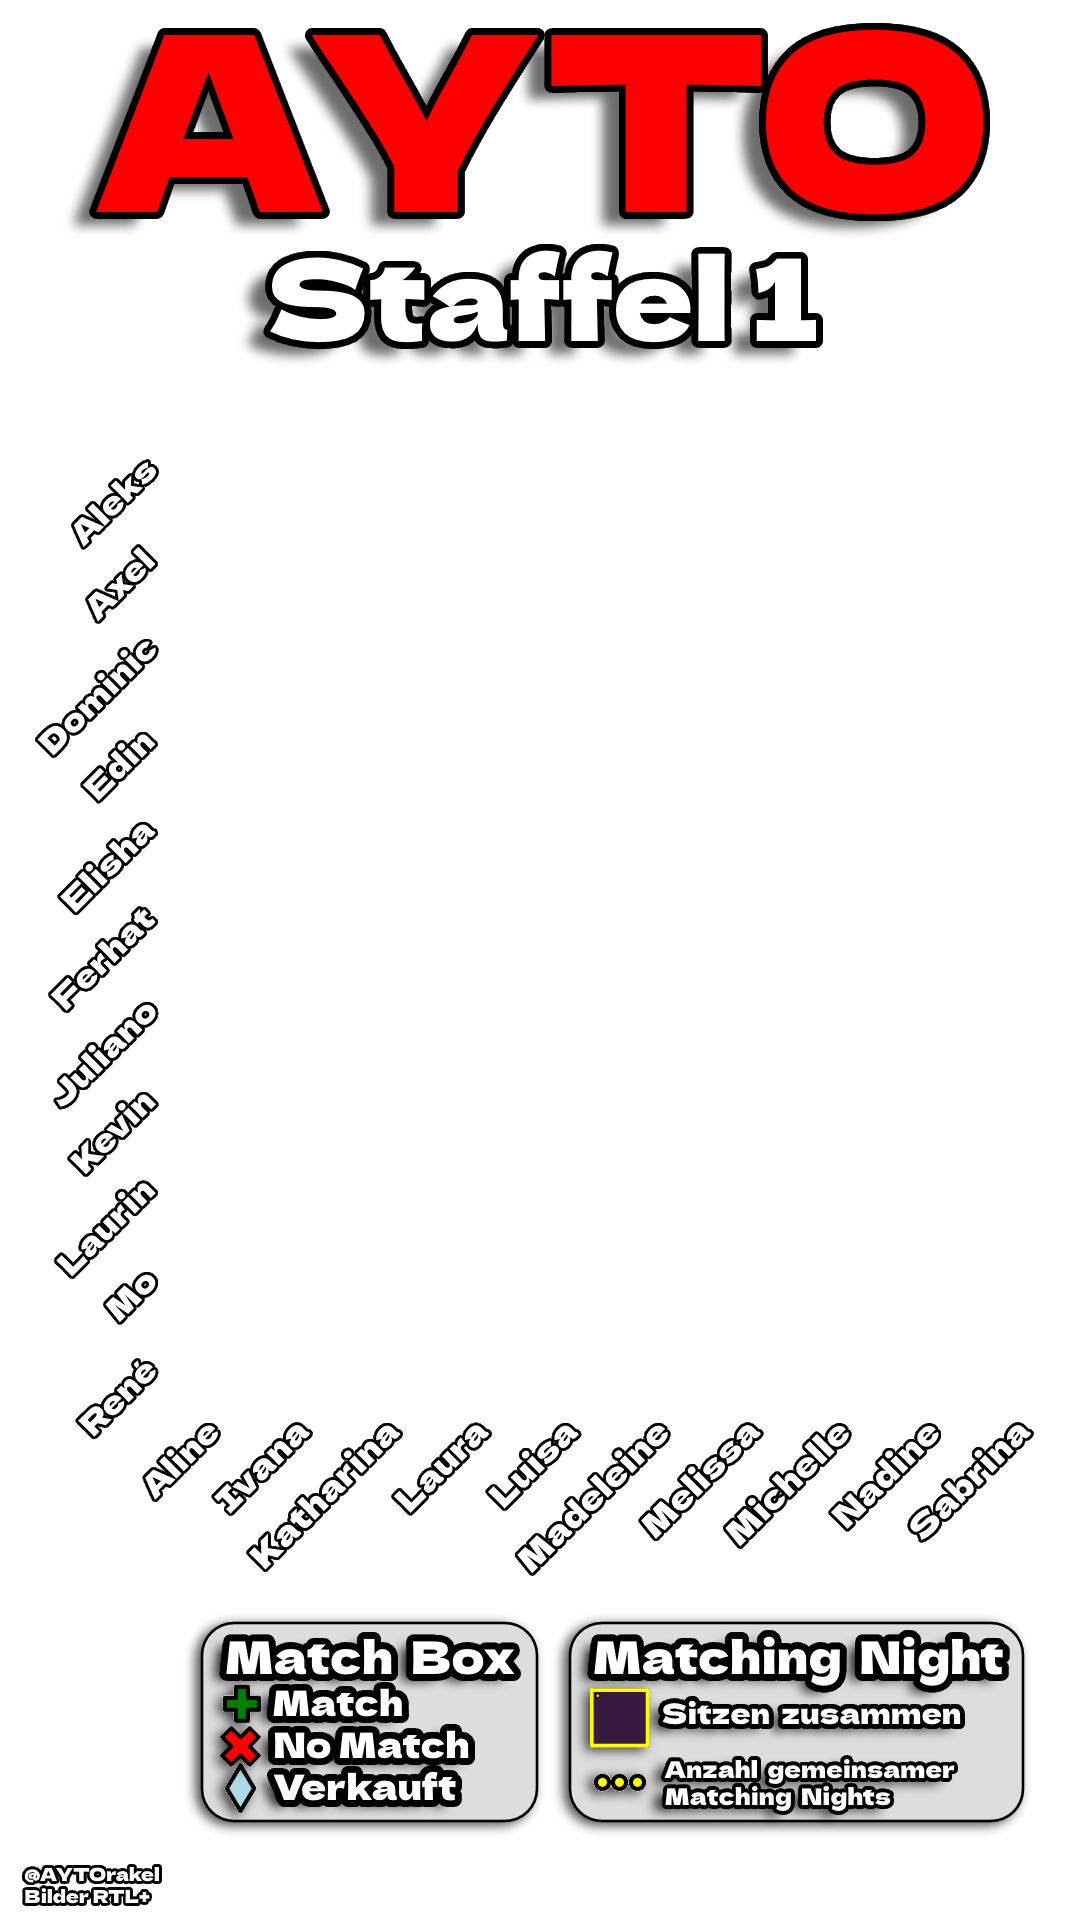 AYTO
Staffel 1
Aleks
Axel
Dominic
Edin
Elisha
Ferhat
Juliano
Kevin
Laurin
Mo
René
Aline
Ivana
Katharina
Laura
Luisa
Madeleine
Melissa
Michelle
Nadine
Sabrina
Match Box
Match
No Match
Verkauft
Matching Night
Sitzen zusammen
Anzahl gemeinsamer
Matching Nights
@AYTOrakel
Bilder RTL+